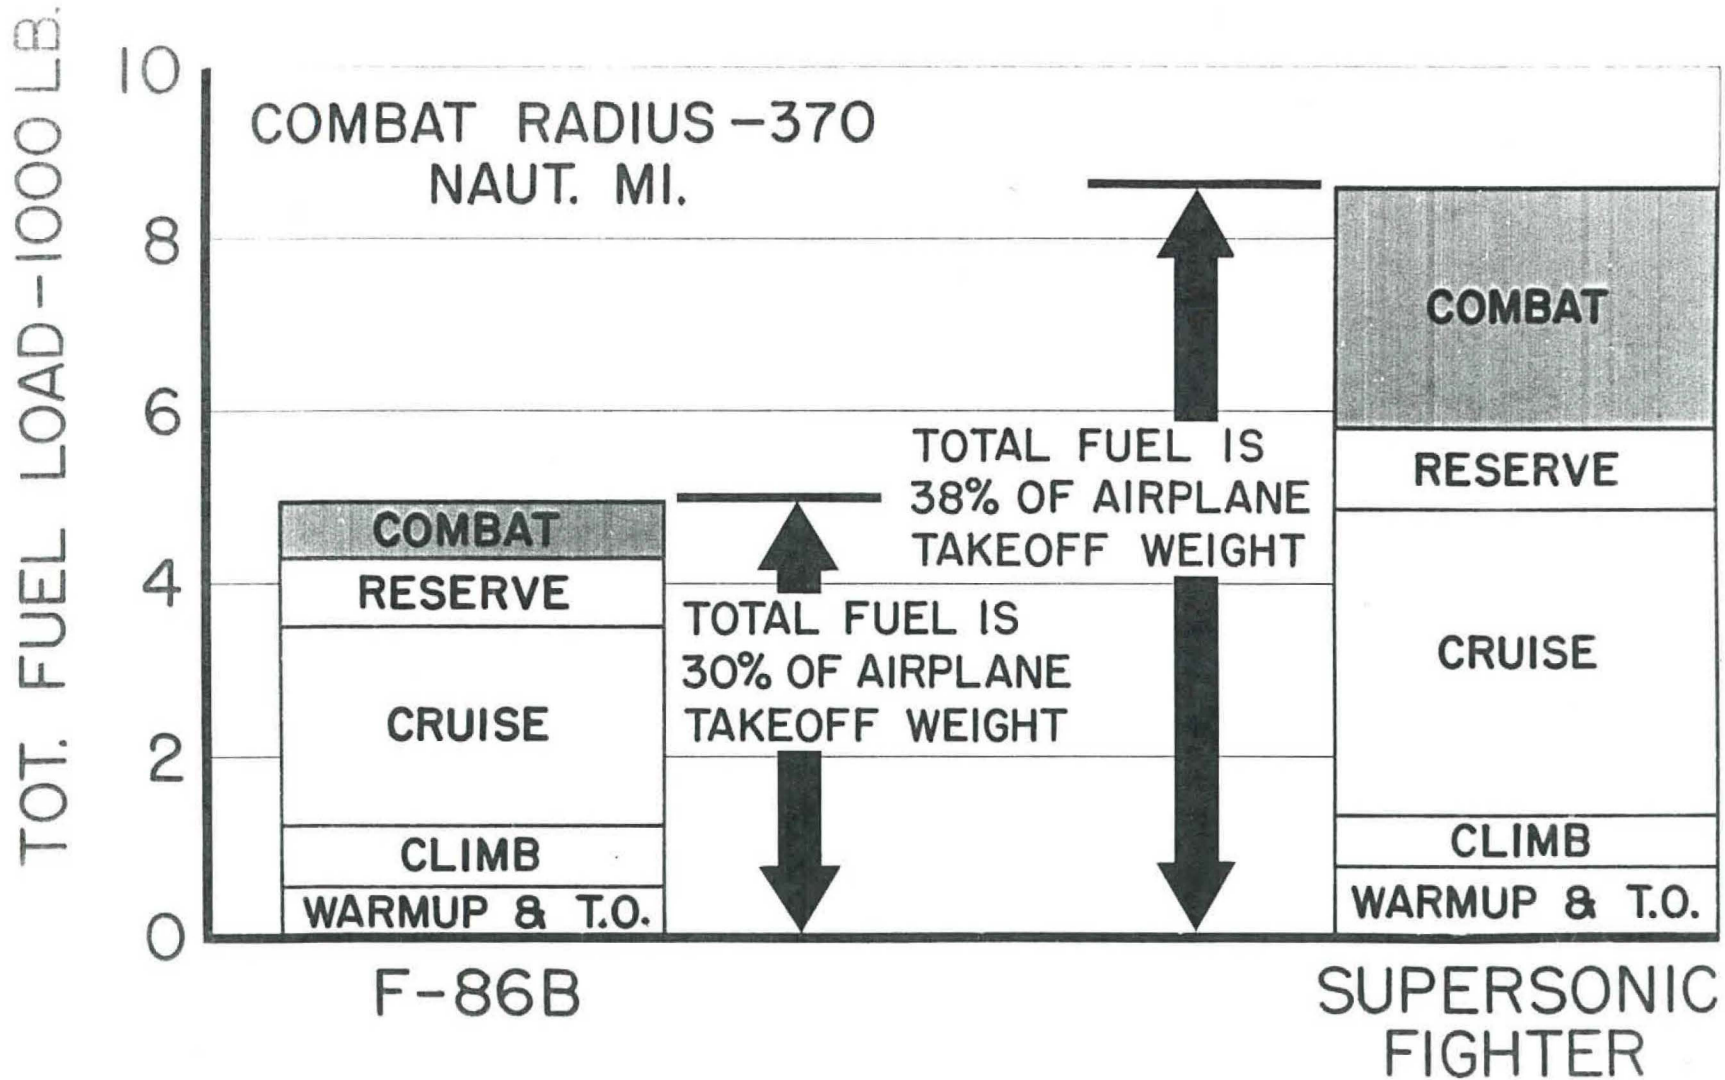 TOT. FUEL LOAD-1000 LB.
10
8
6
4
2
0
COMBAT RADIUS-370
NAUT. MI.
COMBAT
RESERVE
CRUISE
CLIMB
WARMUP & T.O.
F-86B
TOTAL FUEL IS
30% OF AIRPLANE
TAKEOFF WEIGHT
TOTAL FUEL IS
38% OF AIRPLANE
TAKEOFF WEIGHT
COMBAT
RESERVE
CRUISE
CLIMB
WARMUP & T.O.
SUPERSONIC
FIGHTER